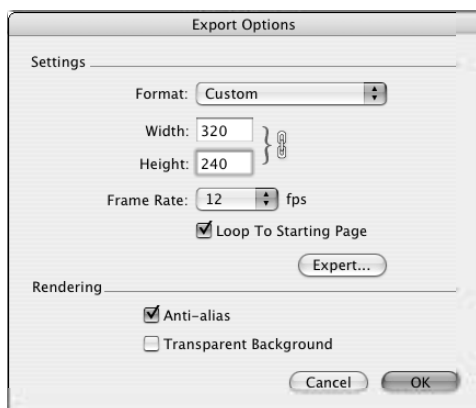 Export Options
Settings
Format: Custom
Width: 320
Height: 240
Frame Rate: 12 fps
Loop To Starting Page
Expert...
Rendering
Anti-alias
Transparent Background
Cancel OK